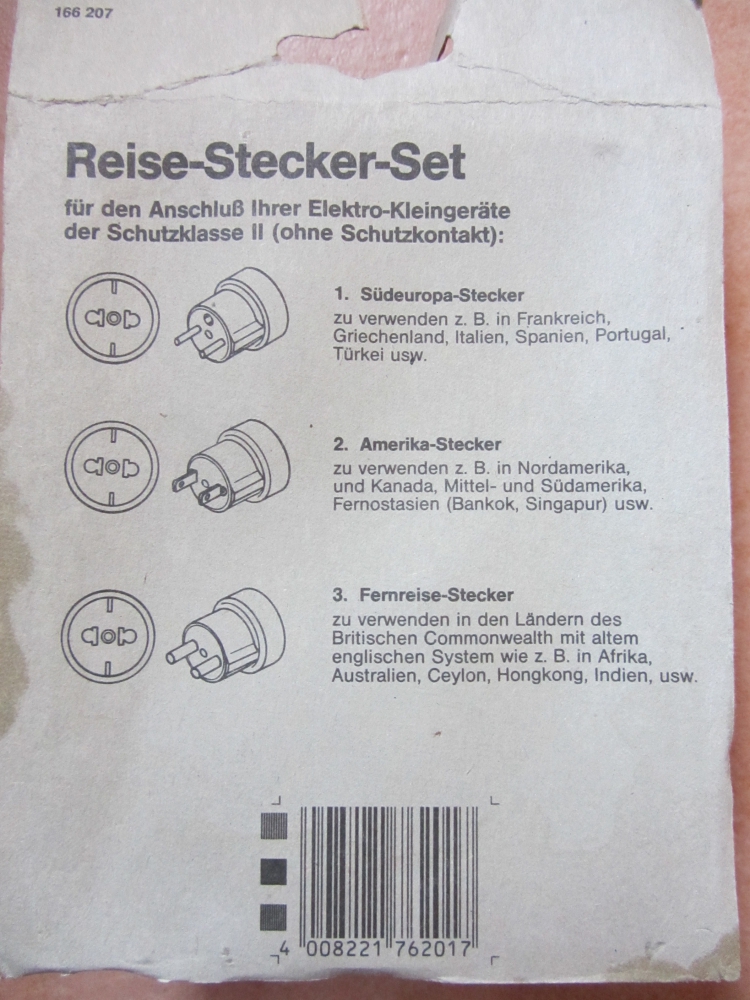 166 207
Reise-Stecker-Set
für den Anschluß Ihrer Elektro-Kleingeräte
der Schutzklasse II (ohne Schutzkontakt):
1. Südeuropa-Stecker
zu verwenden z. B. in Frankreich,
Griechenland, Italien, Spanien, Portugal,
Türkei usw.
2. Amerika-Stecker
zu verwenden z. B. in Nordamerika,
und Kanada, Mittel- und Südamerika,
Fernostasien (Bankok, Singapur) usw.
3. Fernreise-Stecker
zu verwenden in den Ländern des
Britischen Commonwealth mit altem
englischen System wie z. B. in Afrika,
Australien, Ceylon, Hongkong, Indien, usw.
4 008221 762017